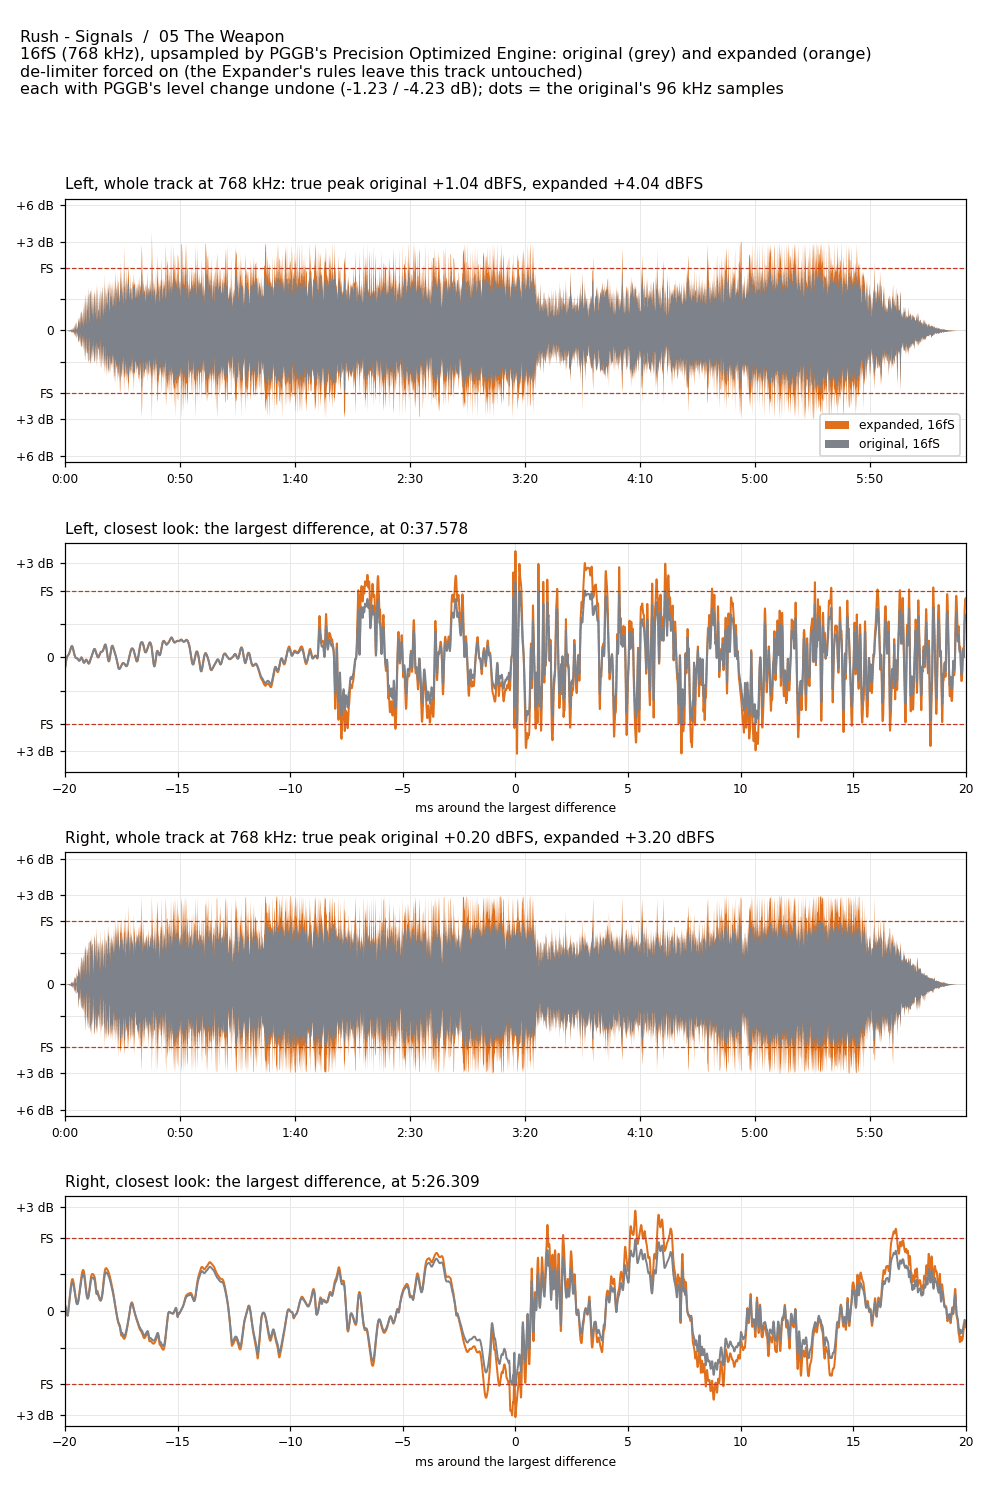 Rush - Signals  /  05 The Weapon
16fS (768 kHz), upsampled by PGGB's Precision Optimized Engine: original (grey) and expanded (orange)
de-limiter forced on (the Expander's rules leave this track untouched)
each with PGGB's level change undone (-1.23 / -4.23 dB); dots = the original's 96 kHz samples
Left, whole track at 768 kHz: true peak original +1.04 dBFS, expanded +4.04 dBFS
+6 dB
+3 dB
FS
0
FS
+3 dB
+6 dB
expanded, 16fS
original, 16fS
0:00 0:50 1:40 2:30 3:20 4:10 5:00 5:50
Left, closest look: the largest difference, at 0:37.578
+3 dB
FS
0
FS
+3 dB
−20 −15 −10 −5 0 5 10 15 20
ms around the largest difference
Right, whole track at 768 kHz: true peak original +0.20 dBFS, expanded +3.20 dBFS
+6 dB
+3 dB
FS
0
FS
+3 dB
+6 dB
0:00 0:50 1:40 2:30 3:20 4:10 5:00 5:50
Right, closest look: the largest difference, at 5:26.309
+3 dB
FS
0
FS
+3 dB
−20 −15 −10 −5 0 5 10 15 20
ms around the largest difference